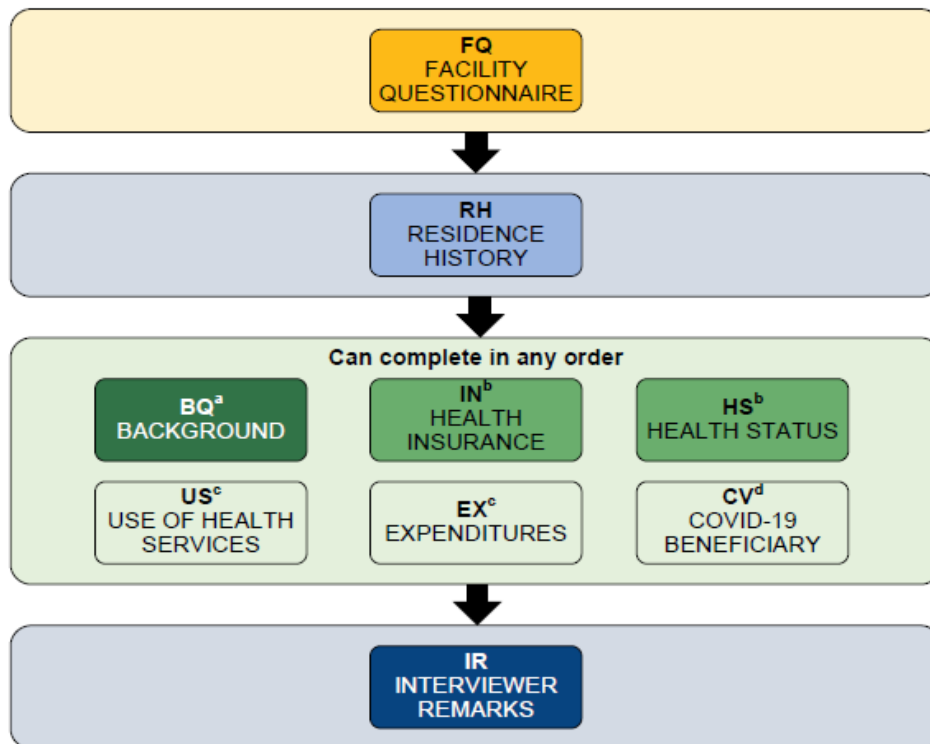 FQ
FACILITY
QUESTIONNAIRE
RH
RESIDENCE
HISTORY
Can complete in any order
BQᵃ
BACKGROUND
INᵇ
HEALTH
INSURANCE
HSᵇ
HEALTH STATUS
USᶜ
USE OF HEALTH
SERVICES
EXᶜ
EXPENDITURES
CVᵈ
COVID-19
BENEFICIARY
IR
INTERVIEWER
REMARKS